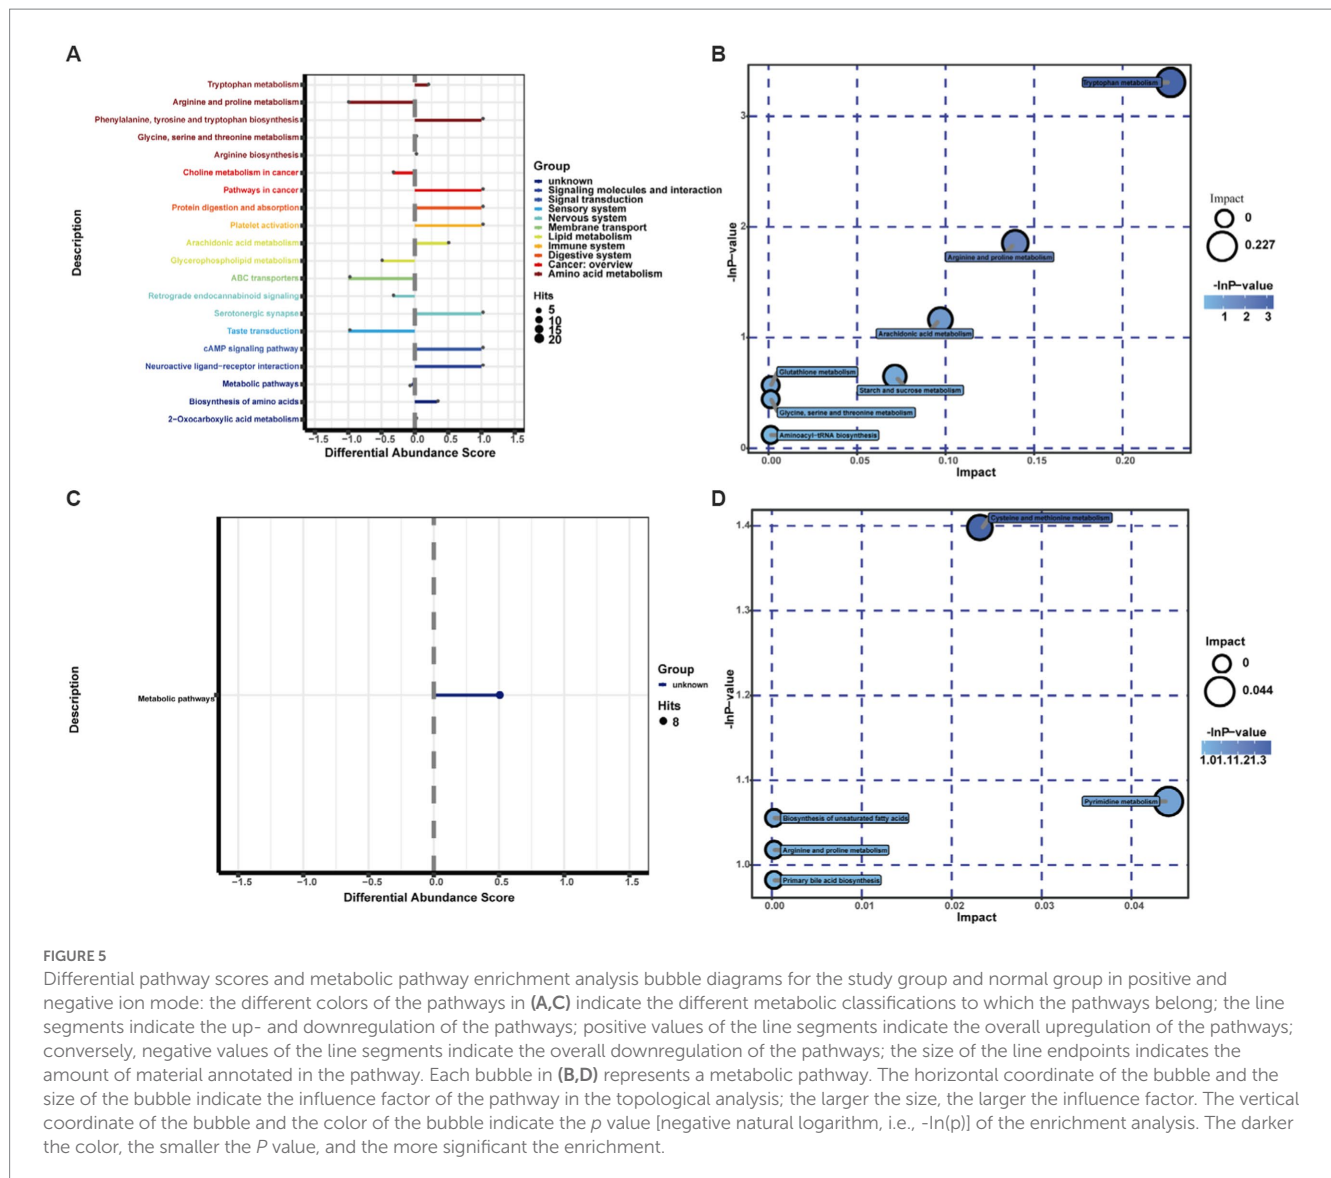 A
Tryptophan metabolism
Arginine and proline metabolism
Phenylalanine, tyrosine and tryptophan biosynthesis
Glycine, serine and threonine metabolism
Arginine biosynthesis
Choline metabolism in cancer
Pathways in cancer
Protein digestion and absorption
Platelet activation
Arachidonic acid metabolism
Glycerophospholipid metabolism
ABC transporters
Retrograde endocannabinoid signaling
Serotonergic synapse
Taste transduction
cAMP signaling pathway
Neuroactive ligand−receptor interaction
Metabolic pathways
Biosynthesis of amino acids
2−Oxocarboxylic acid metabolism
Description
−1.5 −1.0 −0.5 0.0 0.5 1.0 1.5
Differential Abundance Score
Group
unknown
Signaling molecules and interaction
Signal transduction
Sensory system
Nervous system
Membrane transport
Lipid metabolism
Immune system
Digestive system
Cancer: overview
Amino acid metabolism
Hits
5
10
15
20
B
Tryptophan metabolism
Arginine and proline metabolism
Arachidonic acid metabolism
Glutathione metabolism
Starch and sucrose metabolism
Glycine, serine and threonine metabolism
Aminoacyl−tRNA biosynthesis
3
2
1
0
-lnP−value
0.00 0.05 0.10 0.15 0.20
Impact
Impact
0
0.227
-lnP−value
1 2 3
C
Description
Metabolic pathways
−1.5 −1.0 −0.5 0.0 0.5 1.0 1.5
Differential Abundance Score
Group
unknown
Hits
8
D
Cysteine and methionine metabolism
Pyrimidine metabolism
Biosynthesis of unsaturated fatty acids
Arginine and proline metabolism
Primary bile acid biosynthesis
1.4
1.3
1.2
1.1
1.0
-lnP−value
0.00 0.01 0.02 0.03 0.04
Impact
Impact
0
0.044
-lnP−value
1.01.11.21.3
FIGURE 5
Differential pathway scores and metabolic pathway enrichment analysis bubble diagrams for the study group and normal group in positive and
negative ion mode: the different colors of the pathways in (A,C) indicate the different metabolic classifications to which the pathways belong; the line
segments indicate the up- and downregulation of the pathways; positive values of the line segments indicate the overall upregulation of the pathways;
conversely, negative values of the line segments indicate the overall downregulation of the pathways; the size of the line endpoints indicates the
amount of material annotated in the pathway. Each bubble in (B,D) represents a metabolic pathway. The horizontal coordinate of the bubble and the
size of the bubble indicate the influence factor of the pathway in the topological analysis; the larger the size, the larger the influence factor. The vertical
coordinate of the bubble and the color of the bubble indicate the p value [negative natural logarithm, i.e., -ln(p)] of the enrichment analysis. The darker
the color, the smaller the P value, and the more significant the enrichment.